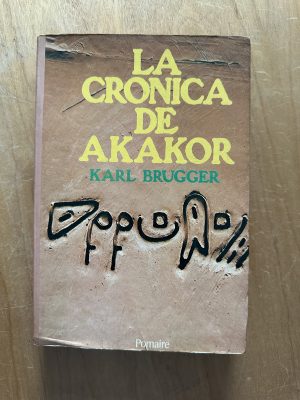 LA
CRONICA
DE
AKAKOR
KARL BRUGGER
Pomaire